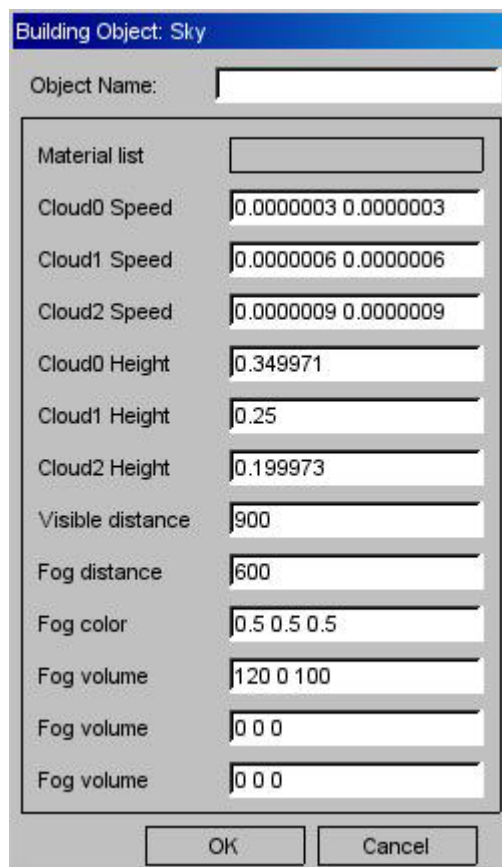 Building Object: Sky
Object Name:
Material list
Cloud0 Speed 0.0000003 0.0000003
Cloud1 Speed 0.0000006 0.0000006
Cloud2 Speed 0.0000009 0.0000009
Cloud0 Height 0.349971
Cloud1 Height 0.25
Cloud2 Height 0.199973
Visible distance 900
Fog distance 600
Fog color 0.5 0.5 0.5
Fog volume 120 0 100
Fog volume 0 0 0
Fog volume 0 0 0
OK Cancel